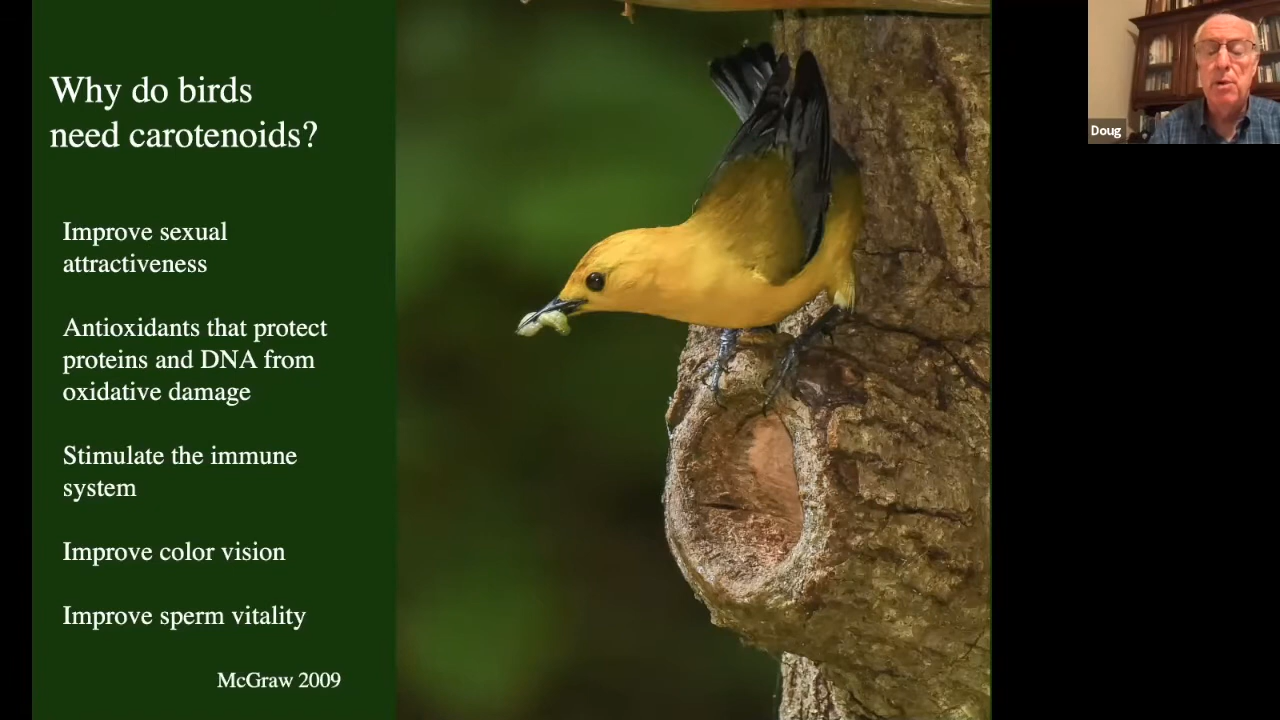 Why do birds
need carotenoids?
Improve sexual
attractiveness
Antioxidants that protect
proteins and DNA from
oxidative damage
Stimulate the immune
system
Improve color vision
Improve sperm vitality
McGraw 2009
Doug